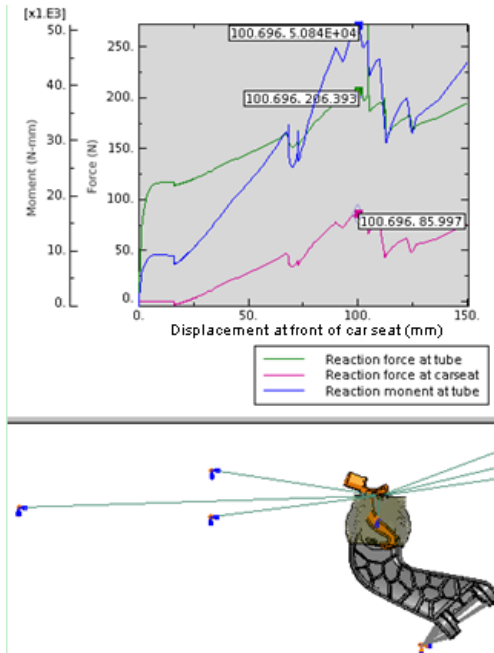 [x1.E3]
50.
40.
30.
20.
10.
0.
Moment (N-mm)
250.
200.
150.
100.
50.
0.
Force (N)
100.696, 5.084E+04
100.696, 206.393
100.696, 85.997
0.
50.
100.
150.
Displacement at front of car seat (mm)
Reaction force at tube
Reaction force at carseat
Reaction monent at tube